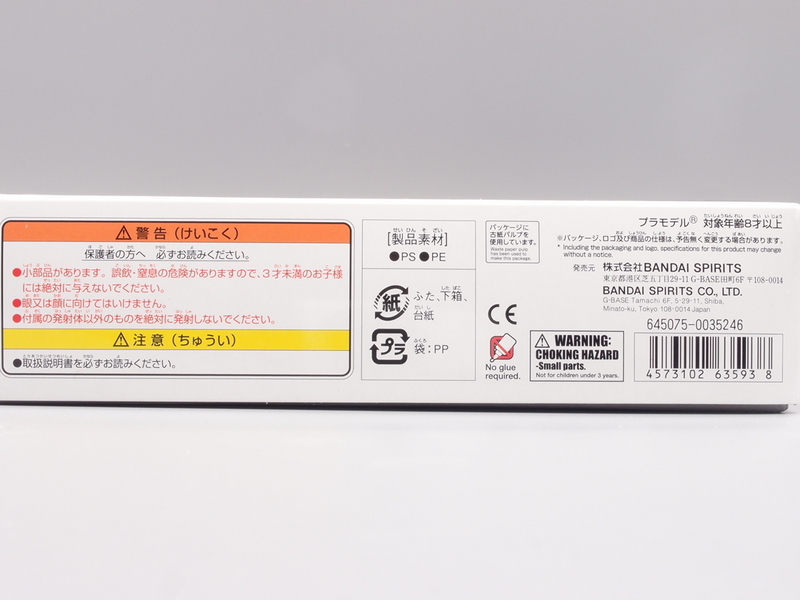 警告（けいこく）
保護者の方へ 必ずお読みください。
●小部品があります。誤飲・窒息の危険がありますので、3才未満のお子様
には絶対に与えないでください。
●眼又は顔に向けてはいけません。
●付属の発射体以外のものを絶対に発射しないでください。
注意（ちゅうい）
●取扱説明書を必ずお読みください。
せいひんそざい
[製品素材]
●PS ●PE
紙
ふた、下箱、
台紙
プラ
袋：PP
パッケージに
古紙パルプを
使用しています。
Waste paper pulp
has been used to
make this package.
CE
No glue
required.
プラモデル® 対象年齢8才以上
※パッケージ、ロゴ及び商品の仕様は、予告無く変更する場合があります。
* Including the packaging and logo, specifications for this product may be changed
without a notice.
発売元 株式会社BANDAI SPIRITS
東京都港区芝五丁目29-11 G-BASE田町6F 〒108-0014
BANDAI SPIRITS CO., LTD.
G-BASE Tamachi 6F, 5-29-11, Shiba,
Minato-ku, Tokyo 108-0014 Japan
WARNING:
CHOKING HAZARD
-Small parts.
Not for children under 3 years.
645075-0035246
4573102 63593 8